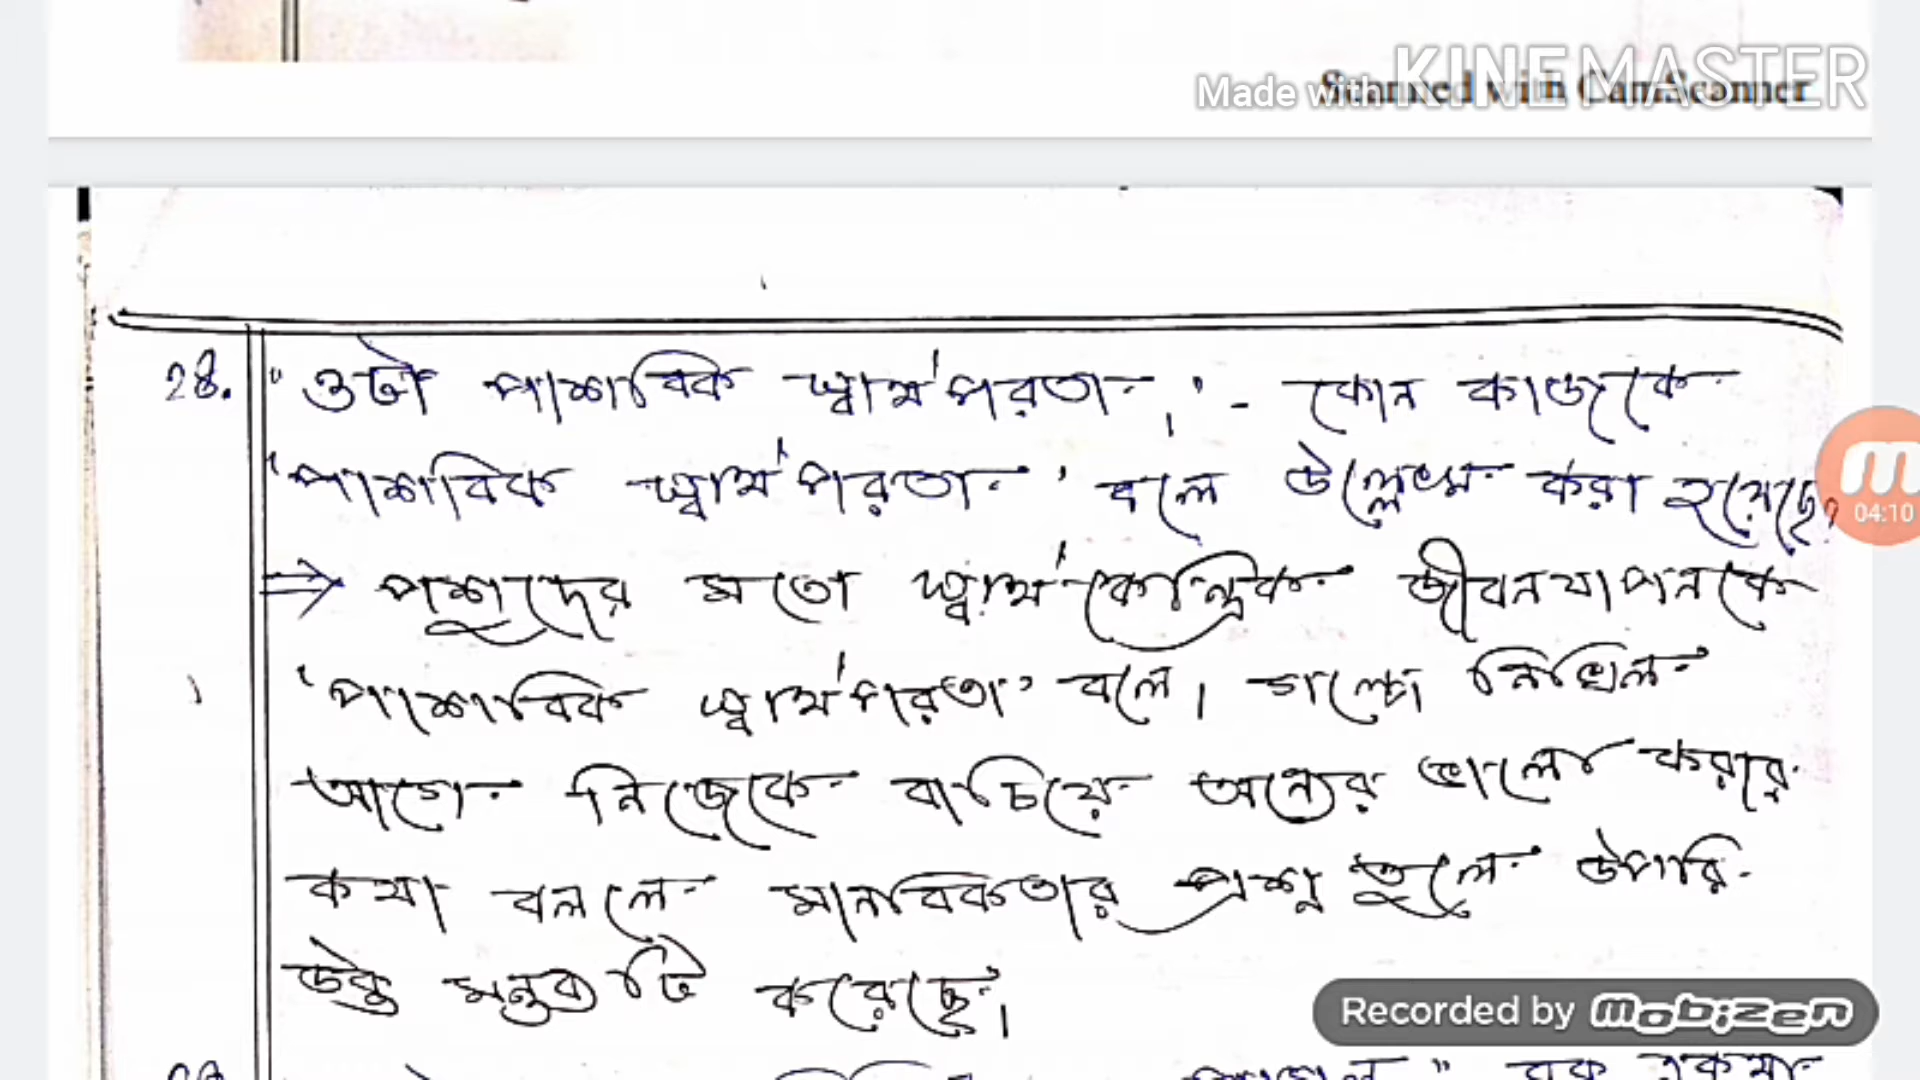 Made with KINEMASTER
Scanned with CamScanner
28. "ওটা পাশবিক স্বার্থপরতা।' - কোন কাজকে
'পাশবিক স্বার্থপরতা' বলে উল্লেখ করা হয়েছে?
04:10
⇒ পশুদের মতো স্বার্থকেন্দ্রিক জীবনযাপনকে
'পাশবিক স্বার্থপরতা' বলে। গল্পে নিখিল
আগে নিজেকে বাচিয়ে অন্যের ভালো করার
কথা বললে মানবিকতার প্রশ্ন তুলে উপরি-
উক্ত মন্তব্যটি করেছে।
Recorded by mobizen